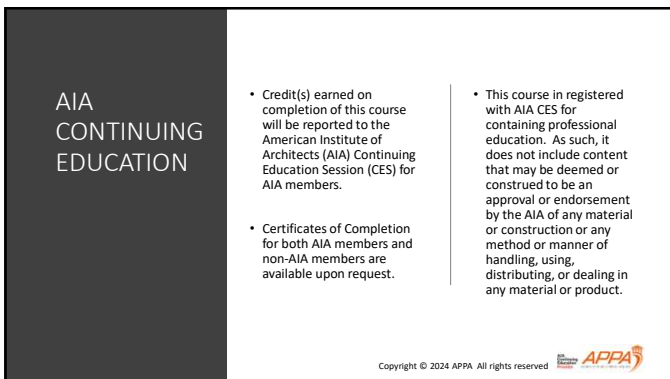 AIA
CONTINUING
EDUCATION
• Credit(s) earned on
completion of this course
will be reported to the
American Institute of
Architects (AIA) Continuing
Education Session (CES) for
AIA members.
• Certificates of Completion
for both AIA members and
non-AIA members are
available upon request.
• This course in registered
with AIA CES for
containing professional
education. As such, it
does not include content
that may be deemed or
construed to be an
approval or endorsement
by the AIA of any material
or construction or any
method or manner of
handling, using,
distributing, or dealing in
any material or product.
Copyright © 2024 APPA All rights reserved
AIA
Continuing
Education
Provider
APPA